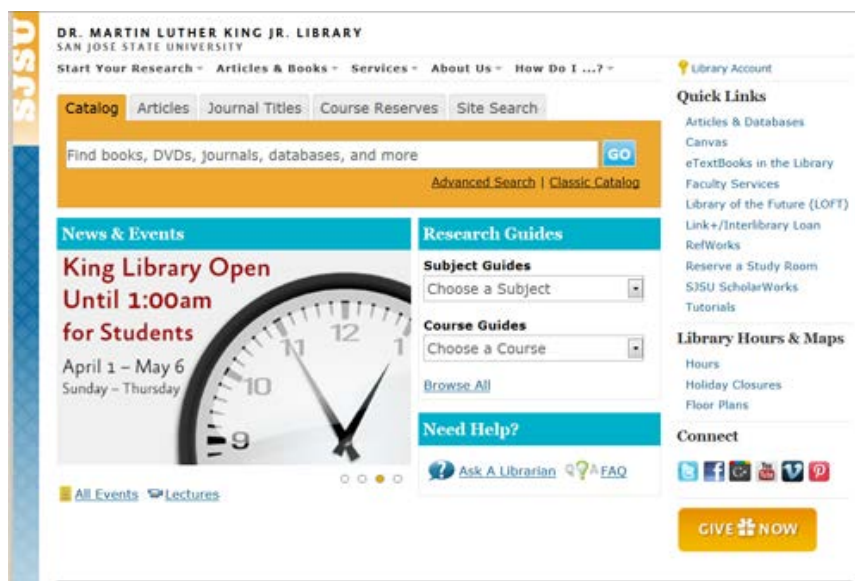 SJSU
DR. MARTIN LUTHER KING JR. LIBRARY
SAN JOSE STATE UNIVERSITY
Start Your Research Articles & Books Services About Us How Do I ...?
Library Account
Catalog Articles Journal Titles Course Reserves Site Search
Find books, DVDs, journals, databases, and more GO
Advanced Search | Classic Catalog
News & Events
King Library Open
Until 1:00am
for Students
April 1 – May 6
Sunday – Thursday
9
10
11
12
1
All Events Lectures
Research Guides
Subject Guides
Choose a Subject
Course Guides
Choose a Course
Browse All
Need Help?
Ask A Librarian Q?A FAQ
Quick Links
Articles & Databases
Canvas
eTextBooks in the Library
Faculty Services
Library of the Future (LOFT)
Link+/Interlibrary Loan
RefWorks
Reserve a Study Room
SJSU ScholarWorks
Tutorials
Library Hours & Maps
Hours
Holiday Closures
Floor Plans
Connect
GIVE NOW